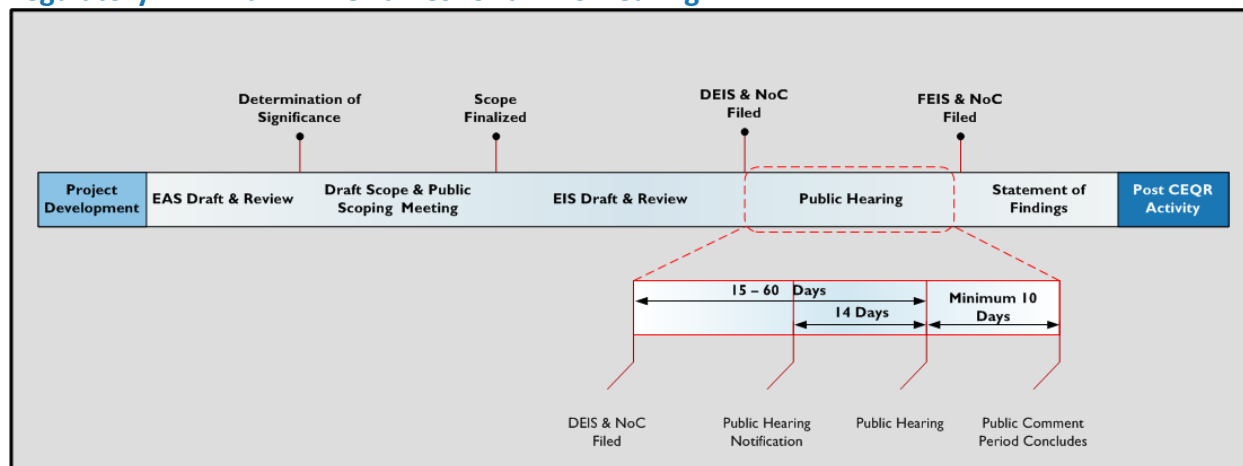 Determination of
Significance
Scope
Finalized
DEIS & NoC
Filed
FEIS & NoC
Filed
Project
Development
EAS Draft & Review
Draft Scope & Public
Scoping Meeting
EIS Draft & Review
Public Hearing
Statement of
Findings
Post CEQR
Activity
15 – 60 Days
14 Days
Minimum 10
Days
DEIS & NoC
Filed
Public Hearing
Notification
Public Hearing
Public Comment
Period Concludes